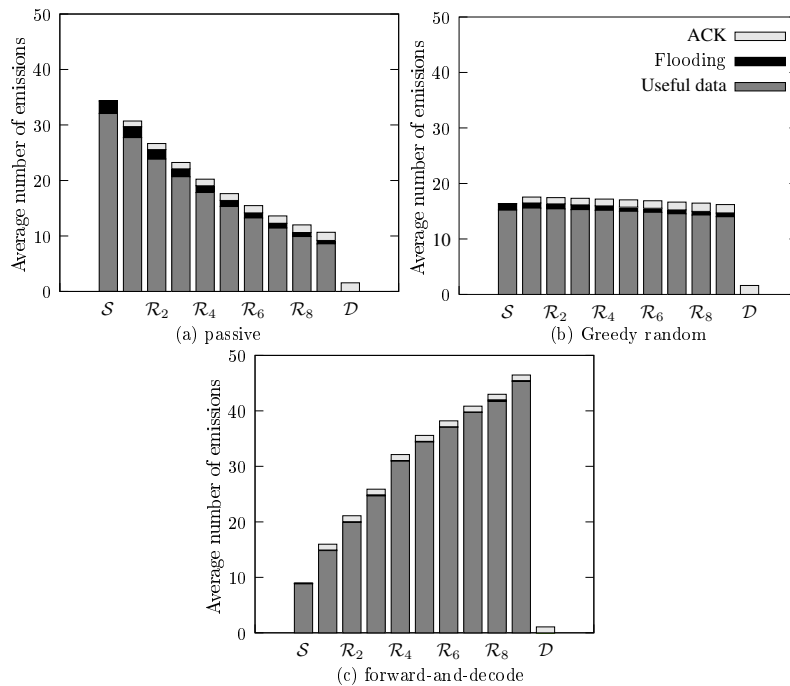 50
40
30
20
10
0
Average number of emissions
𝒮 ℛ₂ ℛ₄ ℛ₆ ℛ₈ 𝒟
(a) passive
50
40
30
20
10
0
Average number of emissions
ACK
Flooding
Useful data
𝒮 ℛ₂ ℛ₄ ℛ₆ ℛ₈ 𝒟
(b) Greedy random
50
40
30
20
10
0
Average number of emissions
𝒮 ℛ₂ ℛ₄ ℛ₆ ℛ₈ 𝒟
(c) forward-and-decode